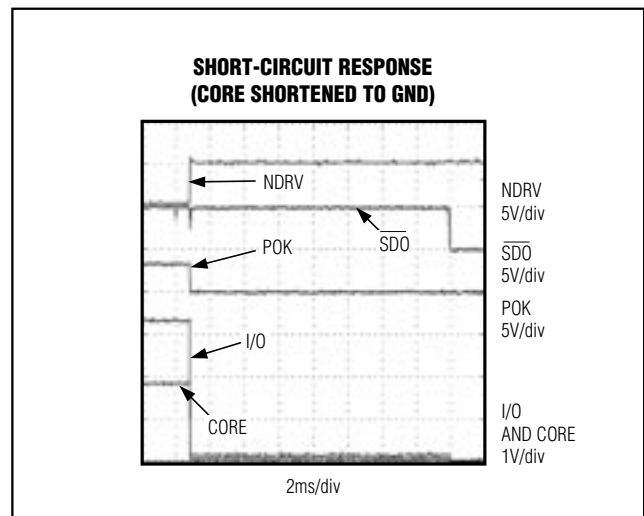 SHORT-CIRCUIT RESPONSE
(CORE SHORTENED TO GND)
NDRV
NDRV
5V/div
SDO
SDO
5V/div
POK
POK
5V/div
I/O
CORE
I/O
AND CORE
1V/div
2ms/div